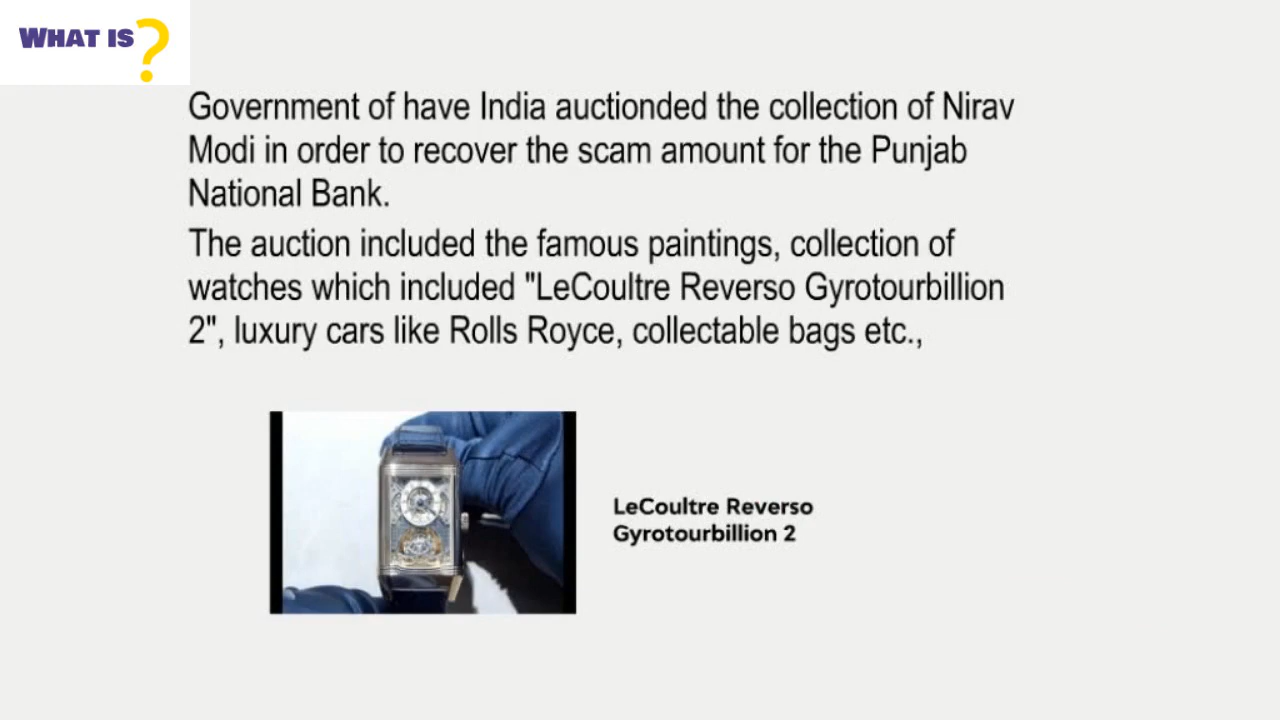 WHAT IS?
Government of have India auctionded the collection of Nirav
Modi in order to recover the scam amount for the Punjab
National Bank.
The auction included the famous paintings, collection of
watches which included "LeCoultre Reverso Gyrotourbillion
2", luxury cars like Rolls Royce, collectable bags etc.,
LeCoultre Reverso
Gyrotourbillion 2